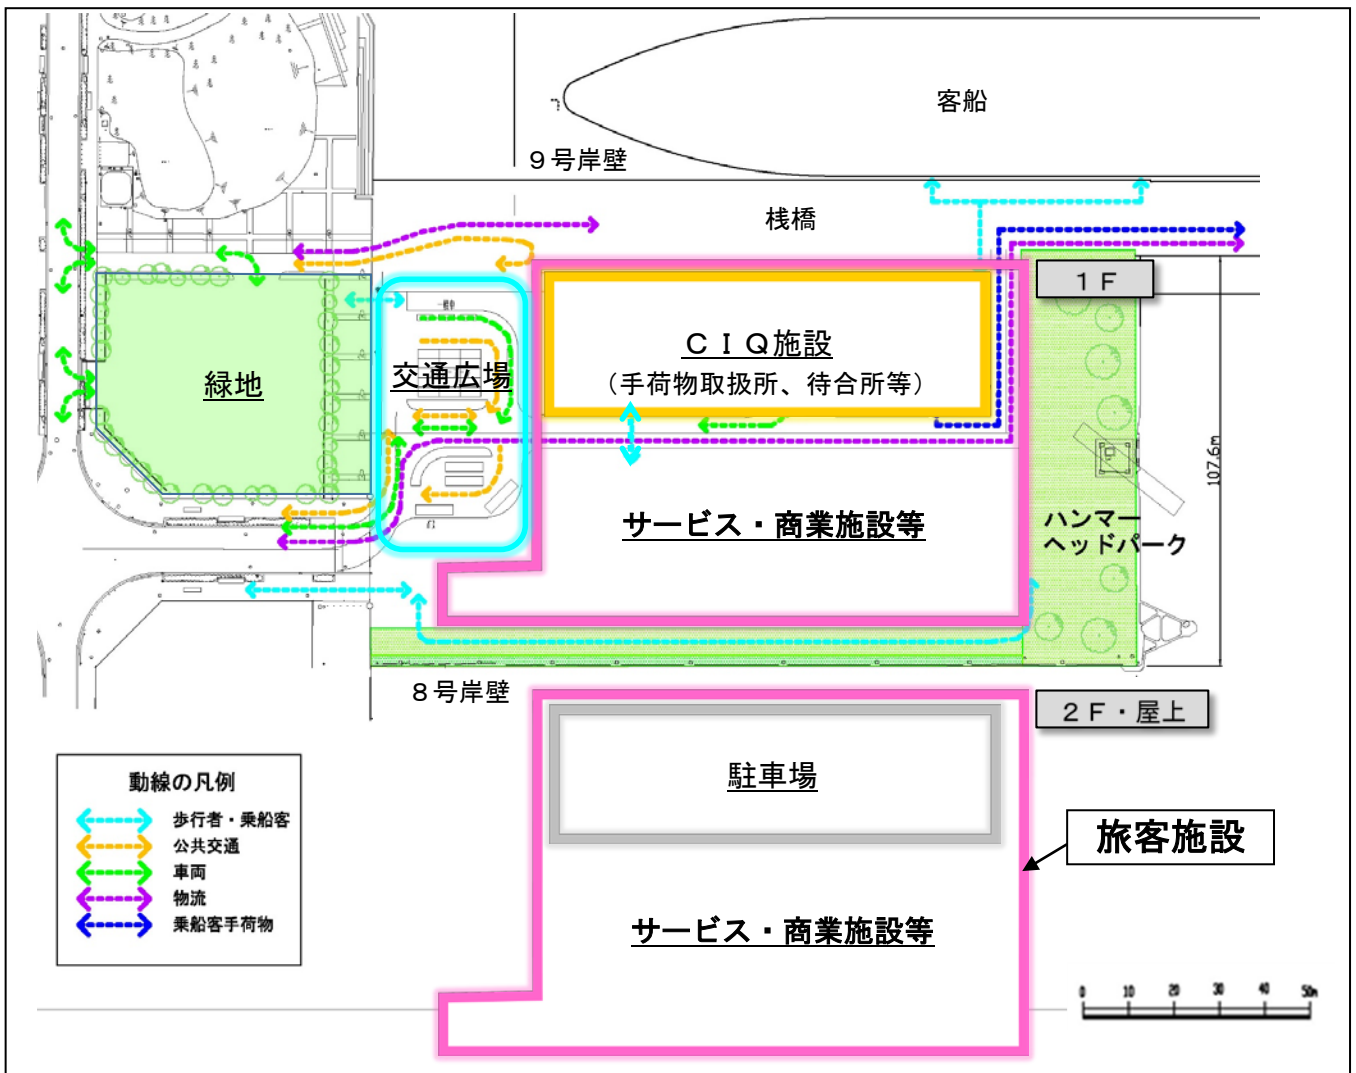 客船
９号岸壁
桟橋
１Ｆ
一般車
ＣＩＱ施設
（手荷物取扱所、待合所等）
交通広場
緑地
107.6m
サービス・商業施設等
ハンマー
ヘッドパーク
８号岸壁
２Ｆ・屋上
駐車場
旅客施設
サービス・商業施設等
動線の凡例
歩行者・乗船客
公共交通
車両
物流
乗船客手荷物
0 10 20 30 40 50m